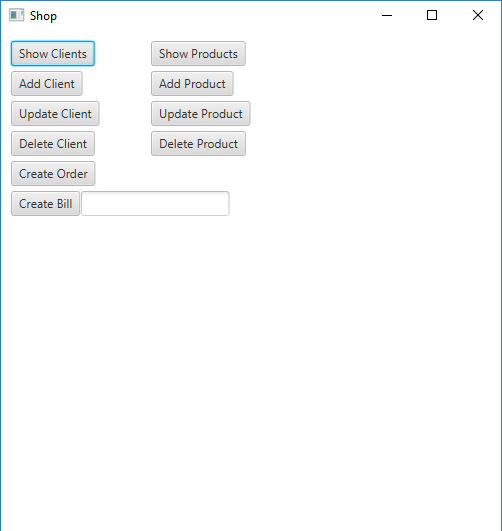 Shop
Show Clients Show Products
Add Client Add Product
Update Client Update Product
Delete Client Delete Product
Create Order
Create Bill